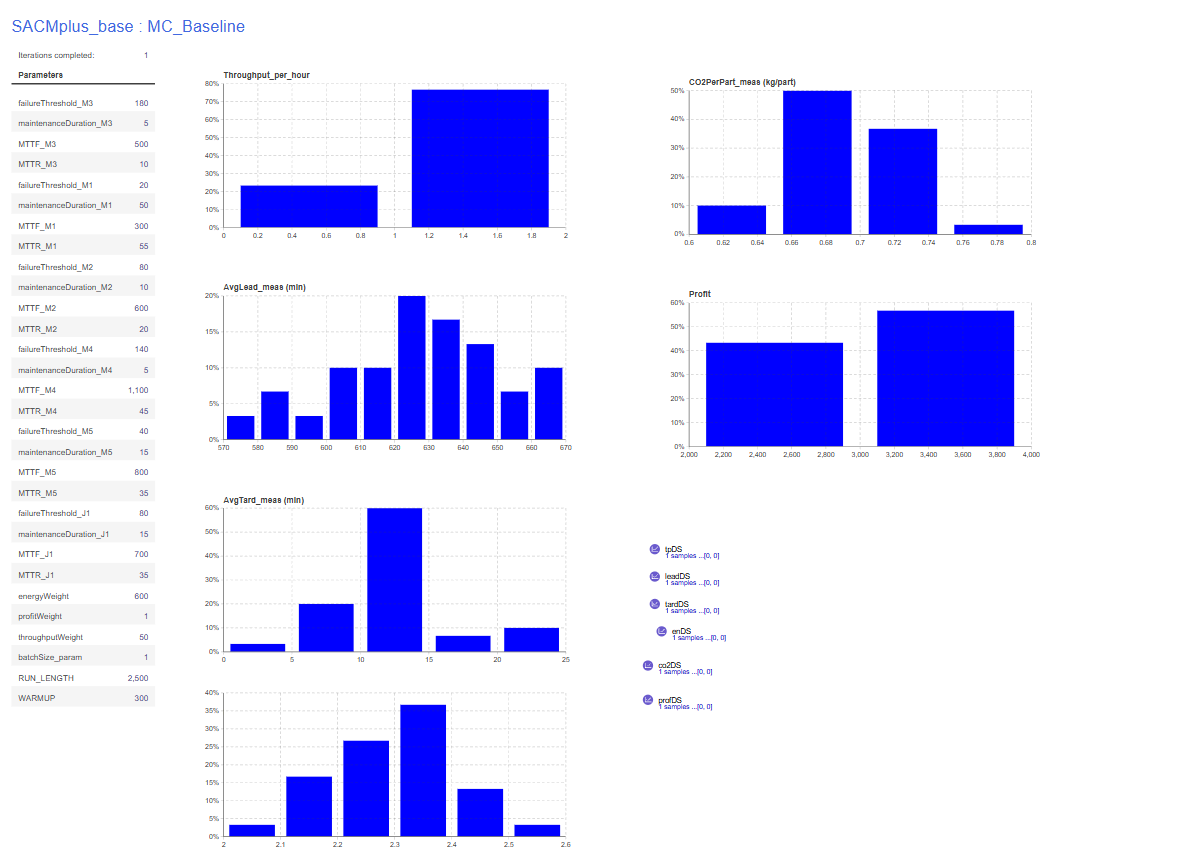 SACMplus_base : MC_Baseline
Iterations completed: 1
Parameters
failureThreshold_M3 180
maintenanceDuration_M3 5
MTTF_M3 500
MTTR_M3 10
failureThreshold_M1 20
maintenanceDuration_M1 50
MTTF_M1 300
MTTR_M1 55
failureThreshold_M2 80
maintenanceDuration_M2 10
MTTF_M2 600
MTTR_M2 20
failureThreshold_M4 140
maintenanceDuration_M4 5
MTTF_M4 1,100
MTTR_M4 45
failureThreshold_M5 40
maintenanceDuration_M5 15
MTTF_M5 800
MTTR_M5 35
failureThreshold_J1 80
maintenanceDuration_J1 15
MTTF_J1 700
MTTR_J1 35
energyWeight 600
profitWeight 1
throughputWeight 50
batchSize_param 1
RUN_LENGTH 2,500
WARMUP 300
Throughput_per_hour
80%
70%
60%
50%
40%
30%
20%
10%
0%
0 0.2 0.4 0.6 0.8 1 1.2 1.4 1.6 1.8 2
AvgLead_meas (min)
20%
15%
10%
5%
0%
570 580 590 600 610 620 630 640 650 660 670
AvgTard_meas (min)
60%
50%
40%
30%
20%
10%
0%
0 5 10 15 20 25
40%
35%
30%
25%
20%
15%
10%
5%
0%
2 2.1 2.2 2.3 2.4 2.5 2.6
CO2PerPart_meas (kg/part)
50%
40%
30%
20%
10%
0%
0.6 0.62 0.64 0.66 0.68 0.7 0.72 0.74 0.76 0.78 0.8
Profit
60%
50%
40%
30%
20%
10%
0%
2,000 2,200 2,400 2,600 2,800 3,000 3,200 3,400 3,600 3,800 4,000
tpDS
1 samples ...[0, 0]
leadDS
1 samples ...[0, 0]
tardDS
1 samples ...[0, 0]
enDS
1 samples ...[0, 0]
co2DS
1 samples ...[0, 0]
profDS
1 samples ...[0, 0]